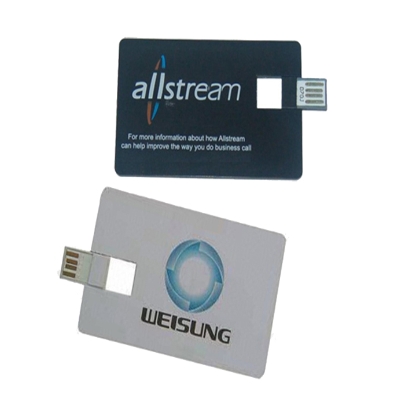 allstream
For more information about how Allstream
can help improve the way you do business call
WEISUNG